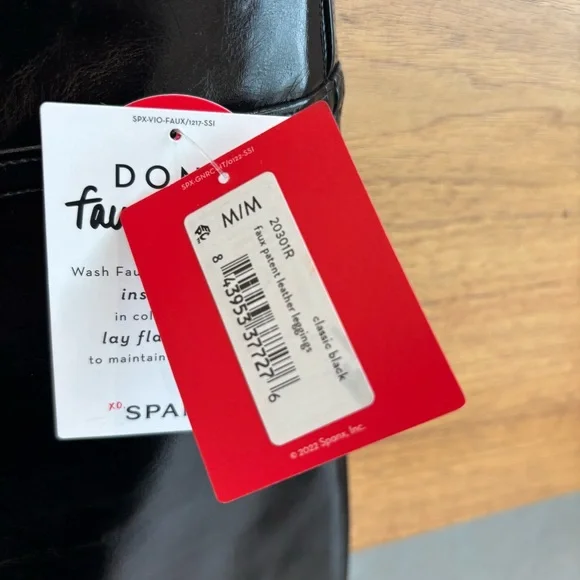 SPX-VIO-FAUX/1217-SSI
DON
fau
Wash Fau
ins
in col
lay fla
to maintain
xo, SPAN
SPX-GNRC HT/0122-SSI
M/M
20301R
faux patent leather leggings
classic black
8 43953 37727 6
© 2022 Spanx, Inc.